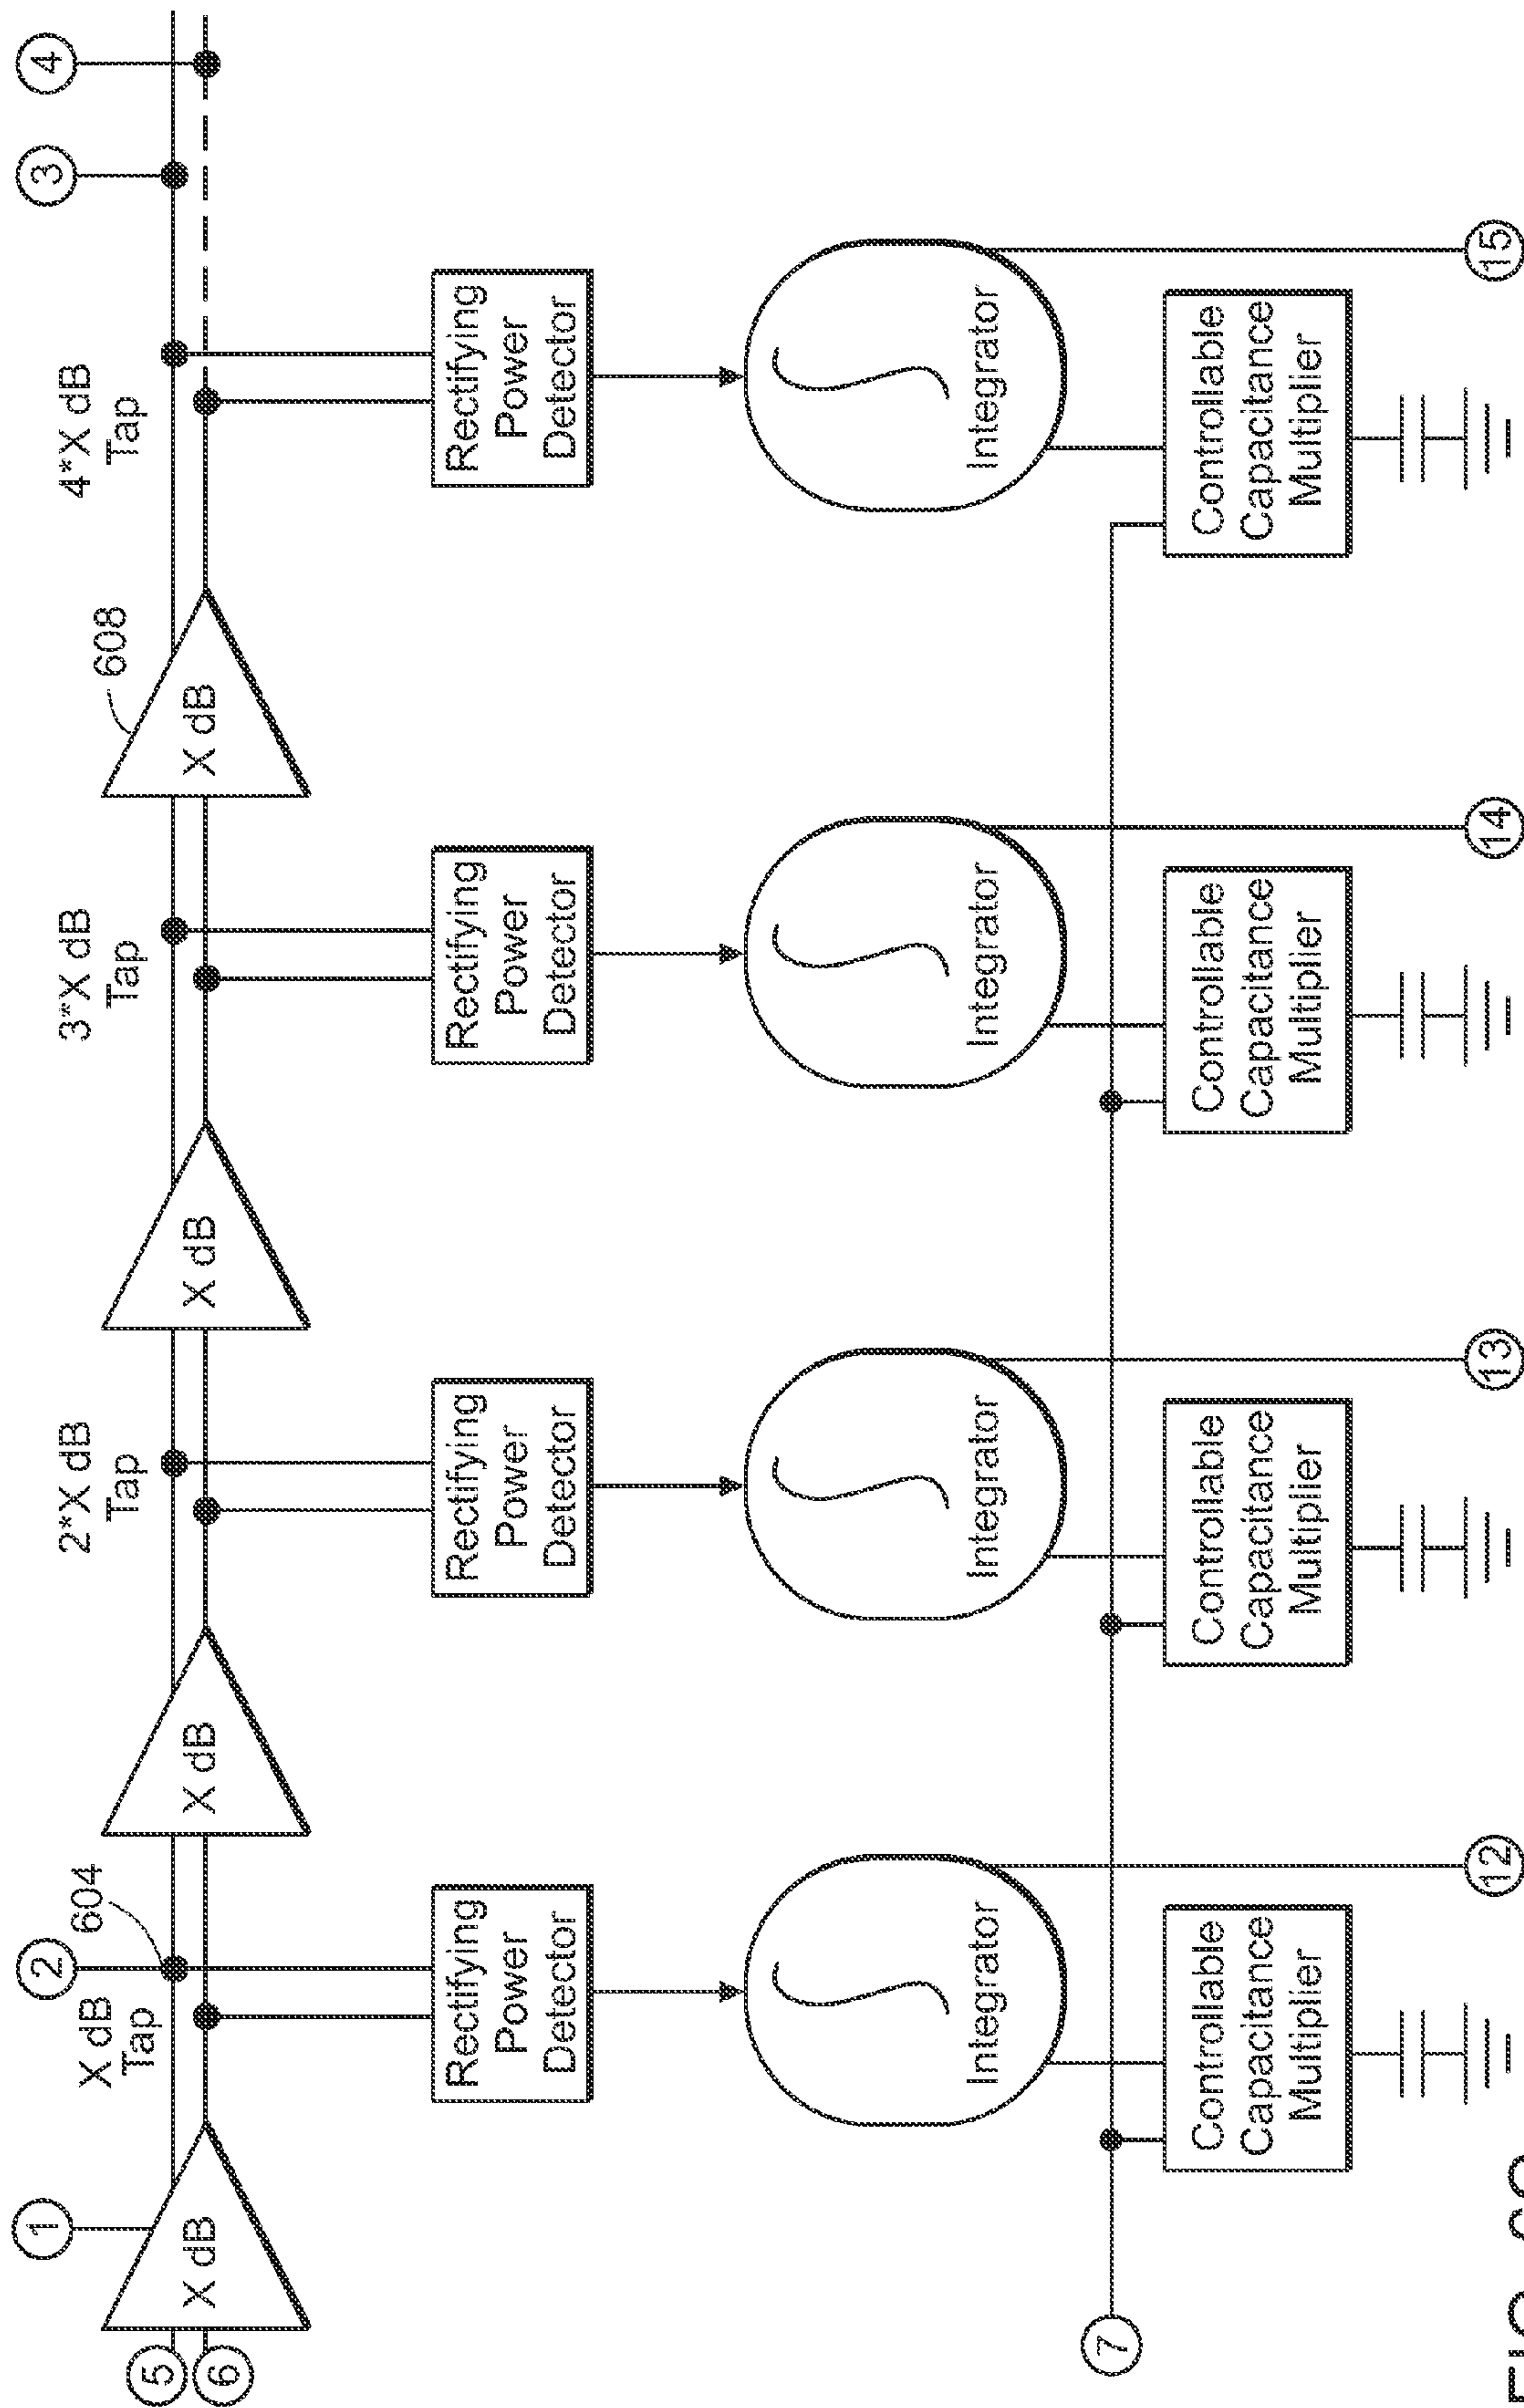 1
2
3
4
604
608
X dB
Tap
2*X dB
Tap
3*X dB
Tap
4*X dB
Tap
5
6
X dB
X dB
X dB
X dB
Rectifying
Power
Detector
Rectifying
Power
Detector
Rectifying
Power
Detector
Rectifying
Power
Detector
Integrator
Integrator
Integrator
Integrator
7
Controllable
Capacitance
Multiplier
Controllable
Capacitance
Multiplier
Controllable
Capacitance
Multiplier
Controllable
Capacitance
Multiplier
12
13
14
15